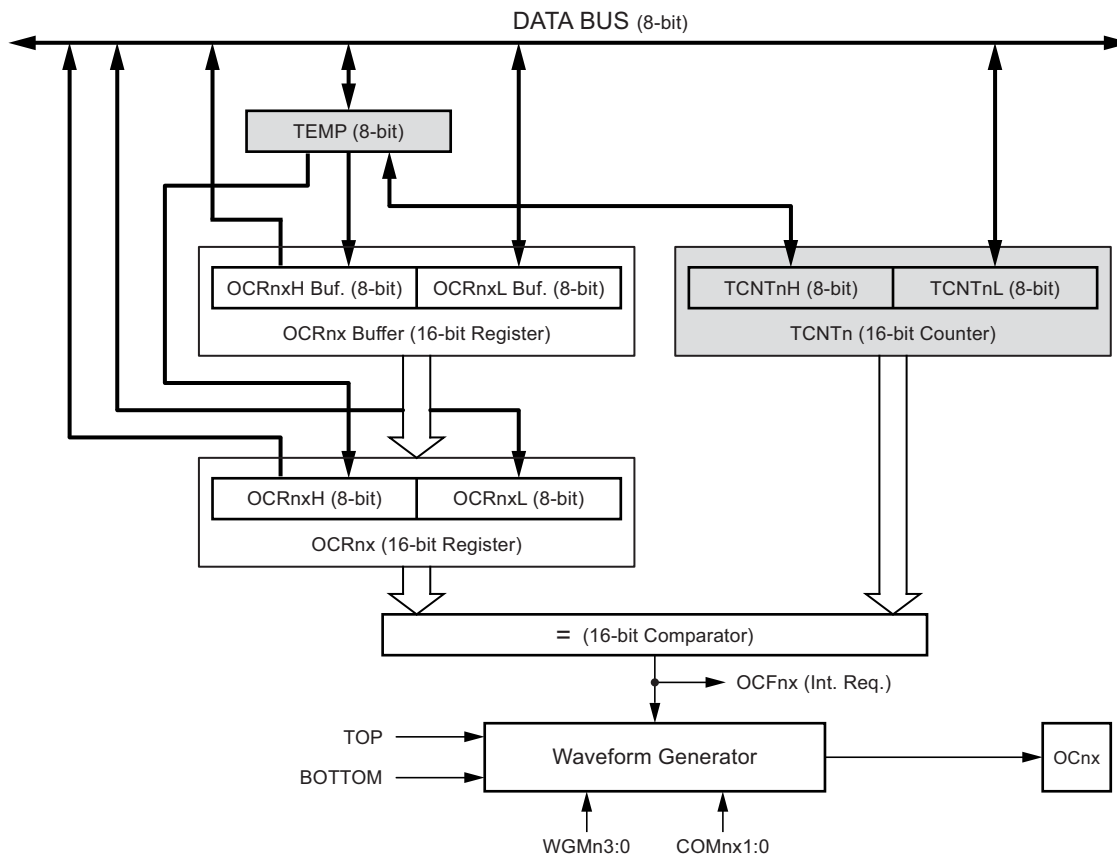 DATA BUS (8-bit)
TEMP (8-bit)
OCRnxH Buf. (8-bit)
OCRnxL Buf. (8-bit)
OCRnx Buffer (16-bit Register)
TCNTnH (8-bit)
TCNTnL (8-bit)
TCNTn (16-bit Counter)
OCRnxH (8-bit)
OCRnxL (8-bit)
OCRnx (16-bit Register)
= (16-bit Comparator)
OCFnx (Int. Req.)
TOP
BOTTOM
Waveform Generator
OCnx
WGMn3:0
COMnx1:0